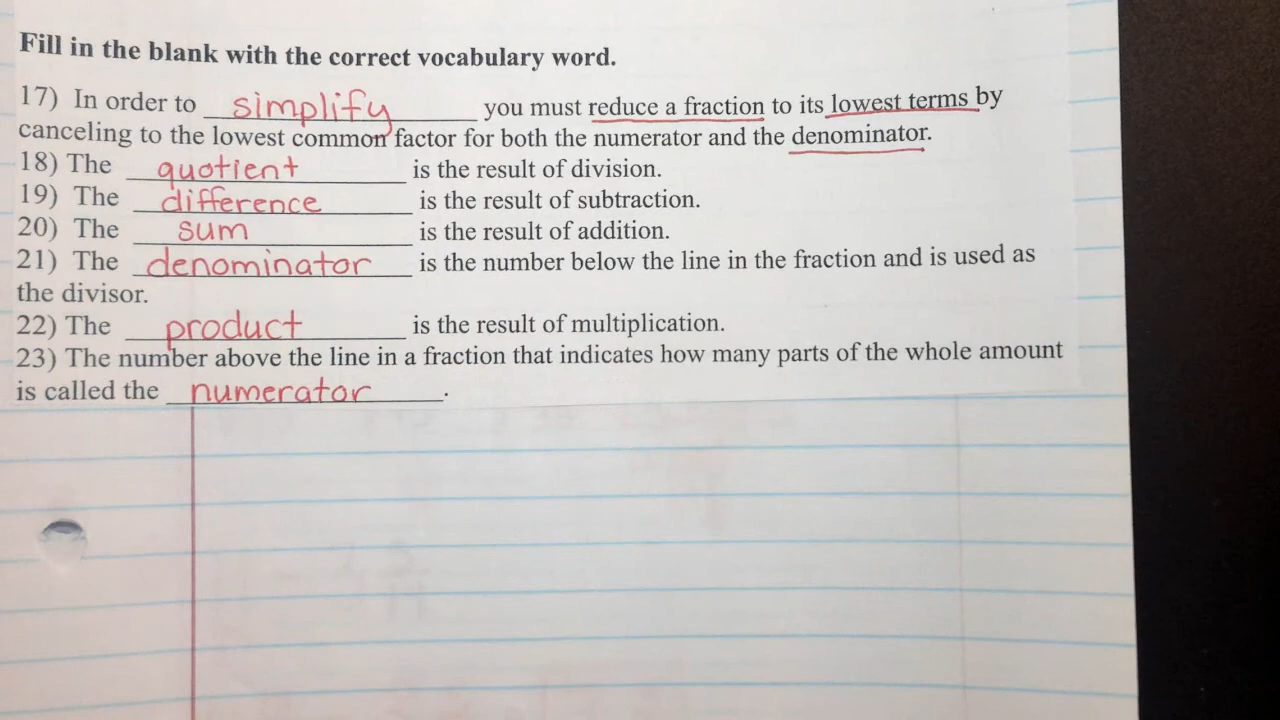 Fill in the blank with the correct vocabulary word.
17) In order to simplify you must reduce a fraction to its lowest terms by
canceling to the lowest common factor for both the numerator and the denominator.
18) The quotient is the result of division.
19) The difference is the result of subtraction.
20) The sum is the result of addition.
21) The denominator is the number below the line in the fraction and is used as
the divisor.
22) The product is the result of multiplication.
23) The number above the line in a fraction that indicates how many parts of the whole amount
is called the numerator.